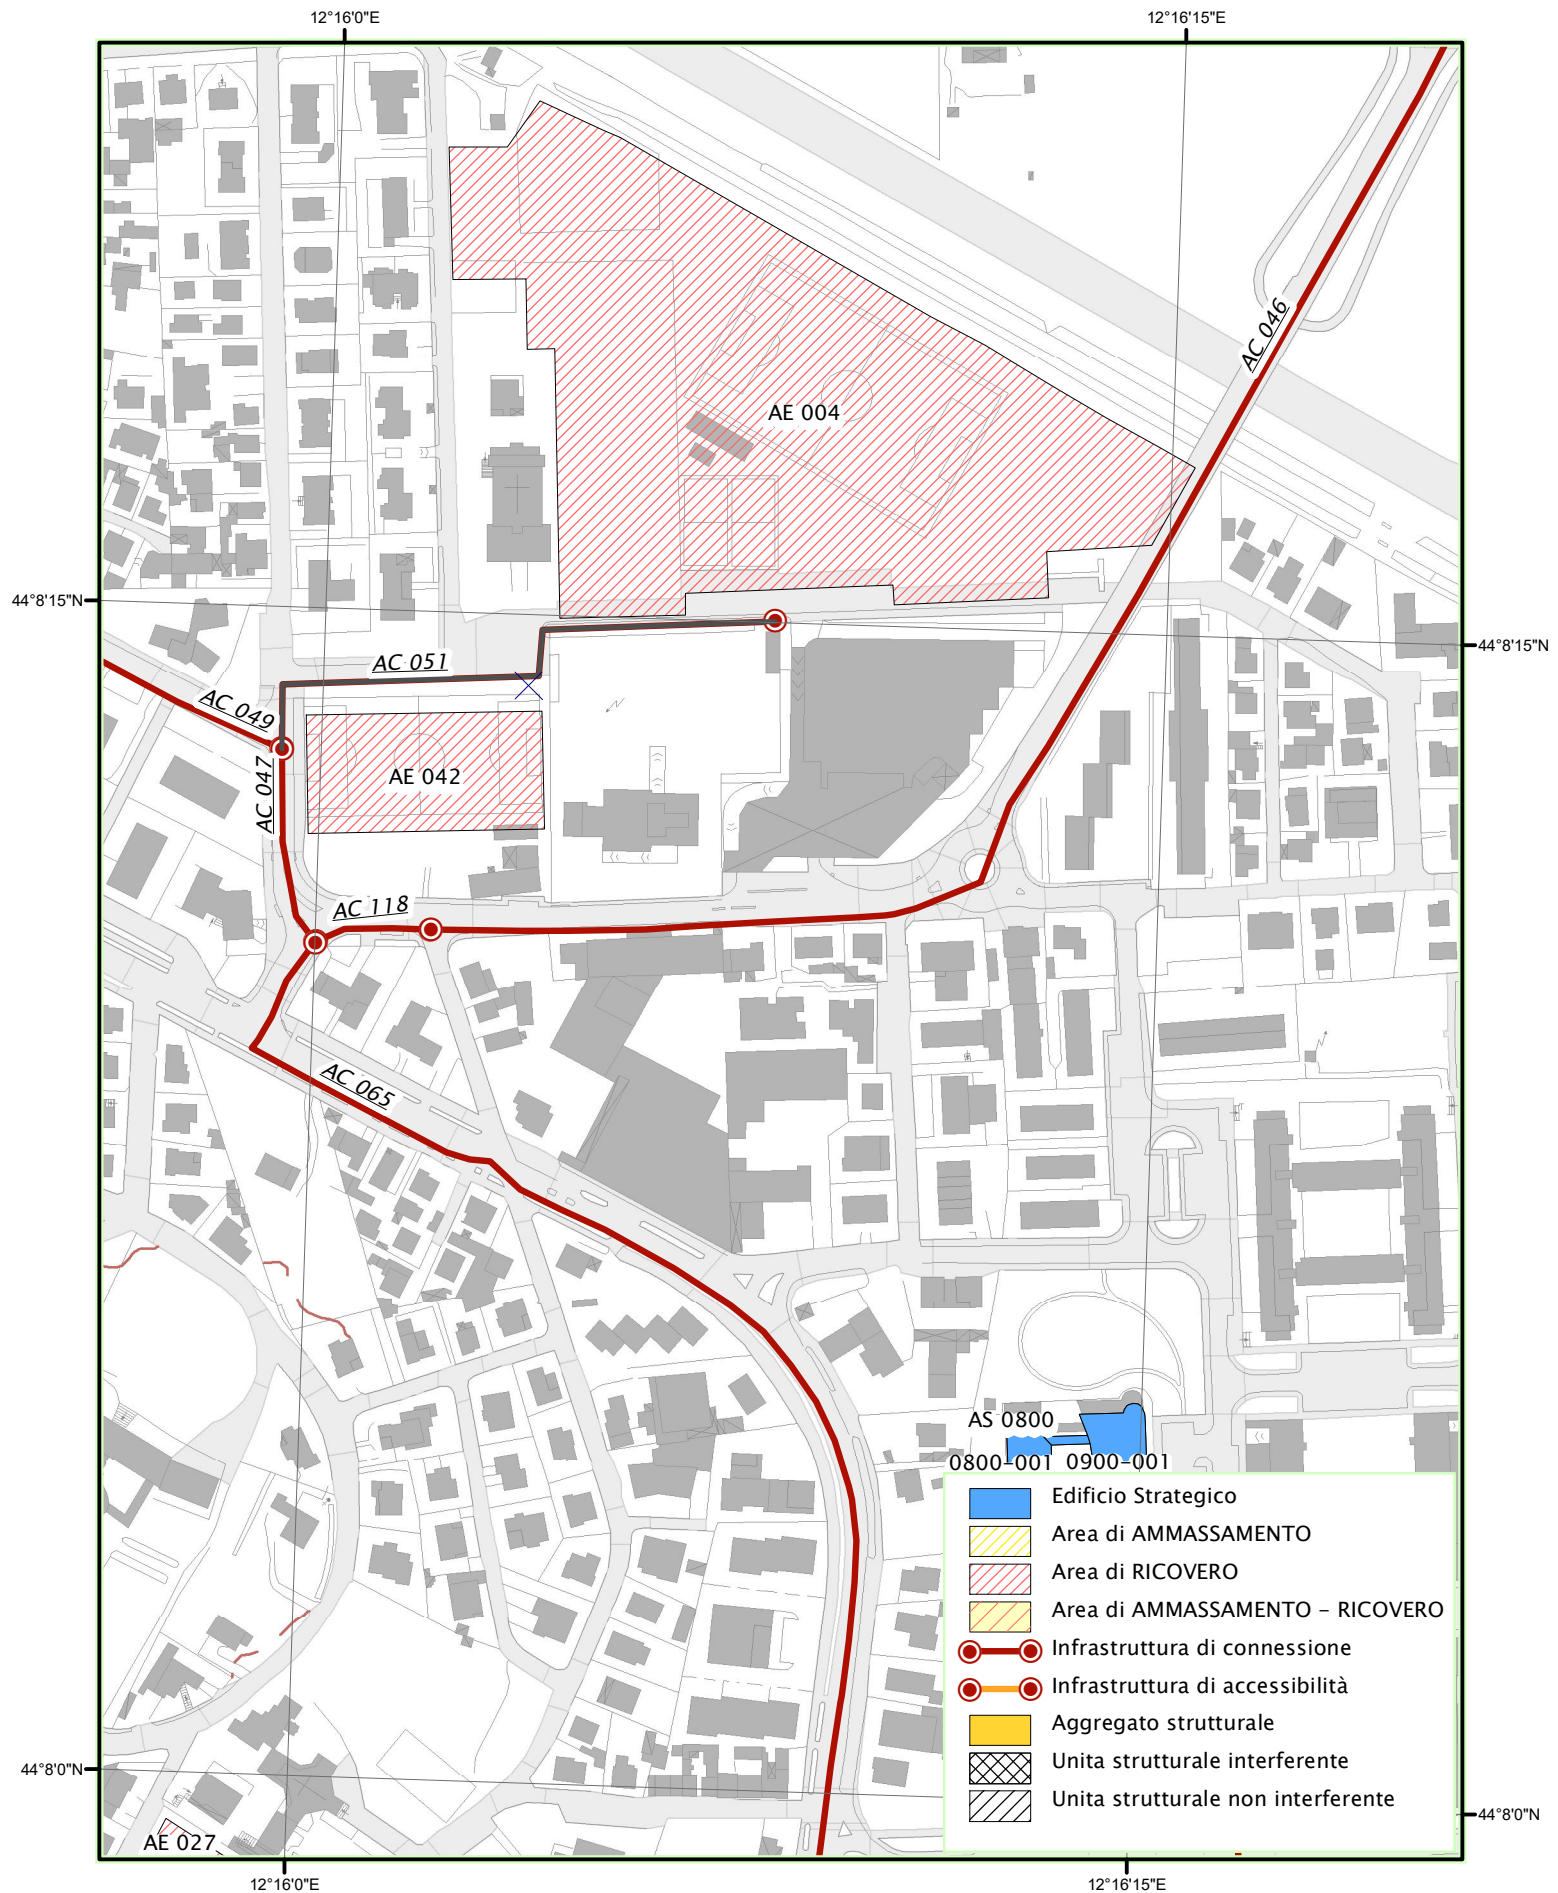 12°16'0"E
12°16'15"E
AC 046
AE 004
44°8'15"N
44°8'15"N
AC 051
AC 049
AC 047
AE 042
AC 118
AC 065
AS 0800
0800-001
0900-001
Edificio Strategico
Area di AMMASSAMENTO
Area di RICOVERO
Area di AMMASSAMENTO - RICOVERO
Infrastruttura di connessione
Infrastruttura di accessibilità
Aggregato strutturale
Unita strutturale interferente
Unita strutturale non interferente
44°8'0"N
44°8'0"N
AE 027
12°16'0"E
12°16'15"E